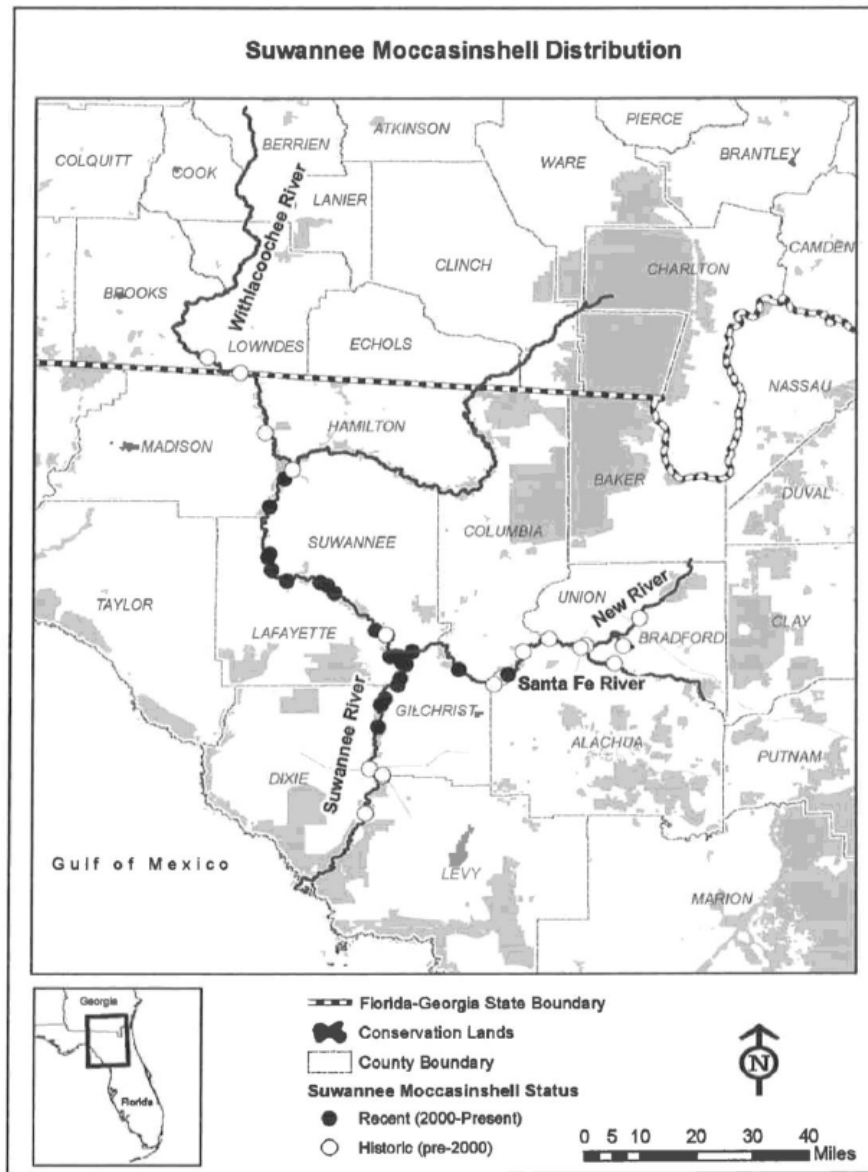 Suwannee Moccasinshell Distribution
PIERCE
ATKINSON
BERRIEN
WARE
BRANTLEY
COLQUITT
COOK
LANIER
CAMDEN
CLINCH
CHARLTON
Withlacoochee River
BROOKS
LOWNDES
ECHOLS
NASSAU
HAMILTON
MADISON
BAKER
DUVAL
COLUMBIA
SUWANNEE
TAYLOR
UNION
New River
CLAY
LAFAYETTE
BRADFORD
Santa Fe River
Suwannee River
GILCHRIST
ALACHUA
PUTNAM
DIXIE
Gulf of Mexico
LEVY
MARION
Georgia
Florida
Florida-Georgia State Boundary
Conservation Lands
County Boundary
Suwannee Moccasinshell Status
Recent (2000-Present)
Historic (pre-2000)
N
0 5 10 20 30 40
Miles